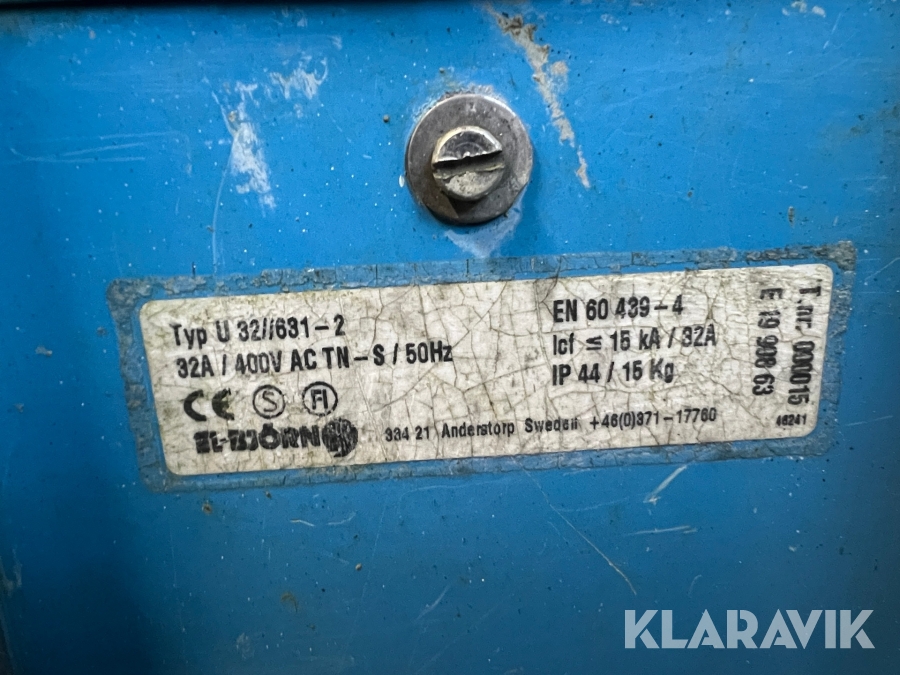 Typ U 32//631-2
32A / 400V AC TN-S / 50Hz
CE S FI
EL-BJÖRN
334 21 Anderstorp Sweden +46(0)371-17760
EN 60 439-4
Icf ≤ 15 kA / 32A
IP 44 / 15 Kg
T.nr. 000015
E 19 908 63
46241
KLARAVIK